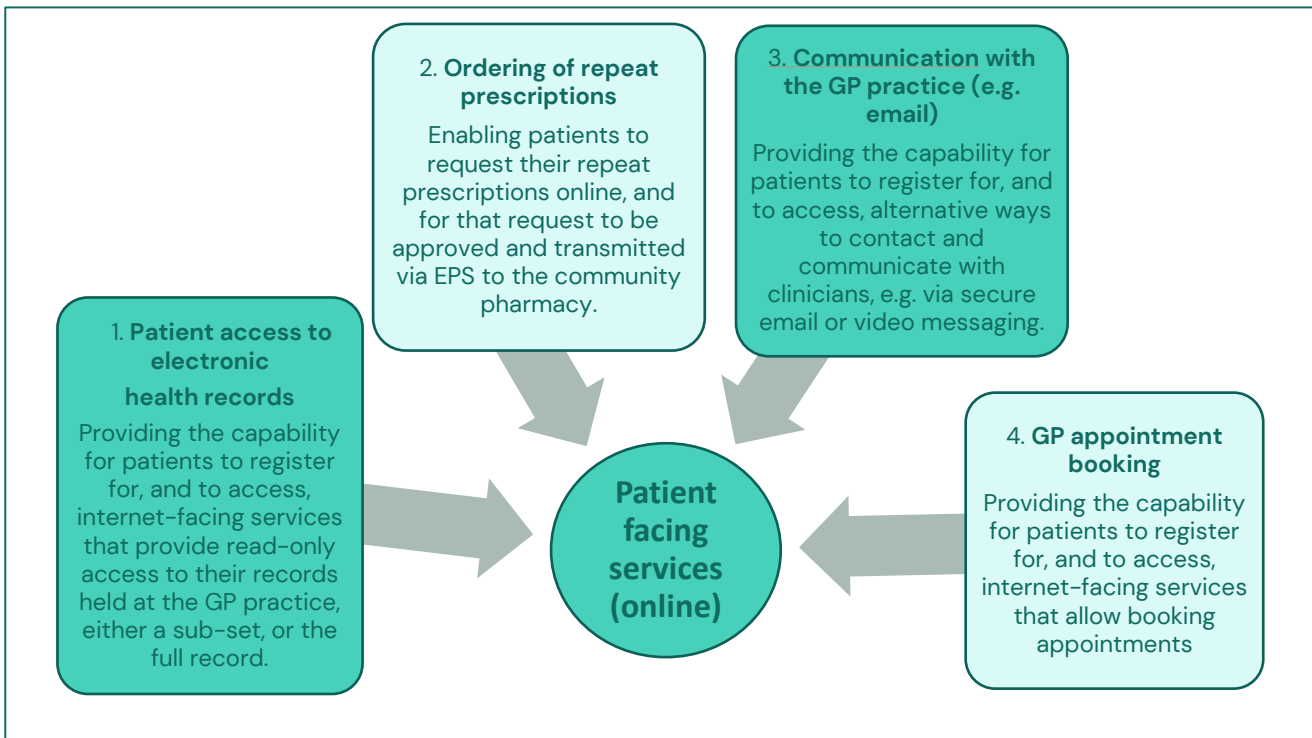 1. Patient access to
electronic
health records
Providing the capability
for patients to register
for, and to access,
internet-facing services
that provide read-only
access to their records
held at the GP practice,
either a sub-set, or the
full record.
2. Ordering of repeat
prescriptions
Enabling patients to
request their repeat
prescriptions online, and
for that request to be
approved and transmitted
via EPS to the community
pharmacy.
3. Communication with
the GP practice (e.g.
email)
Providing the capability for
patients to register for, and
to access, alternative ways
to contact and
communicate with
clinicians, e.g. via secure
email or video messaging.
4. GP appointment
booking
Providing the capability
for patients to register
for, and to access,
internet-facing services
that allow booking
appointments
Patient
facing
services
(online)